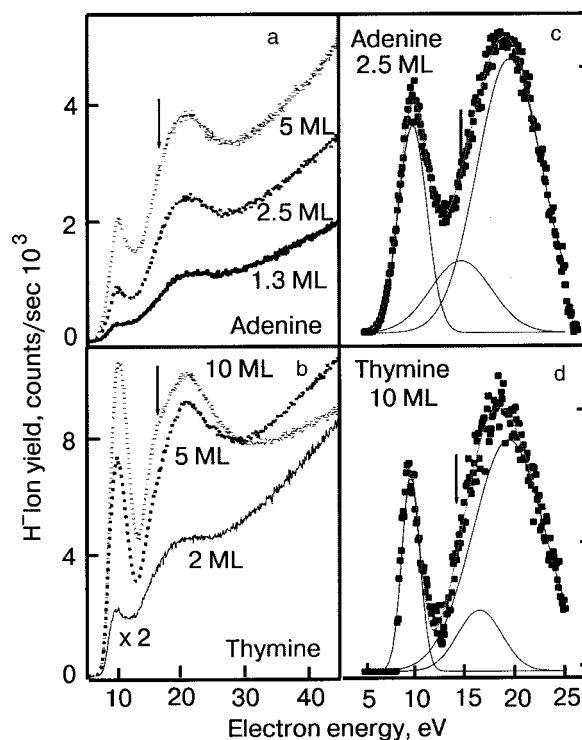 a
4
5 ML
2.5 ML
2
1.3 ML
0
Adenine
b
10 ML
8
5 ML
4
2 ML
x 2
0
Thymine
10 20 30 40
c
Adenine
2.5 ML
d
Thymine
10 ML
5 10 15 20 25
H⁻Ion yield, counts/sec 10³
Electron energy, eV